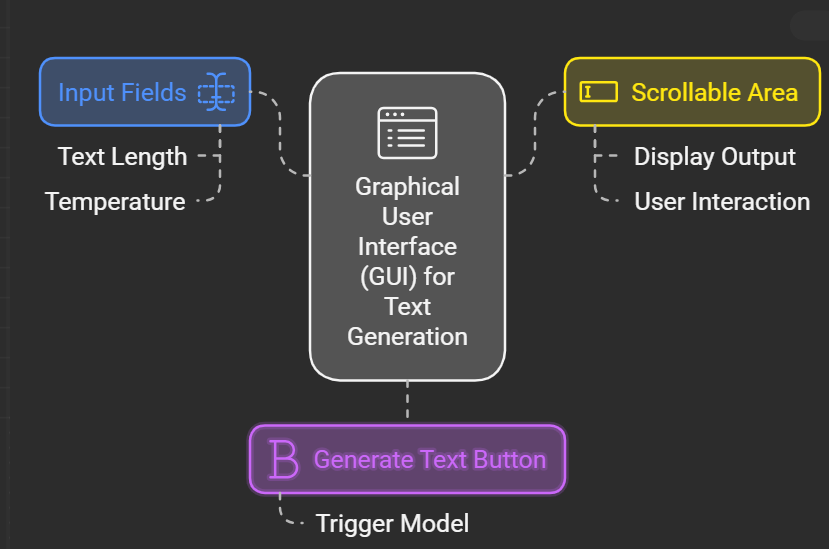 Input Fields
Text Length
Temperature
Graphical
User
Interface
(GUI) for
Text
Generation
Scrollable Area
Display Output
User Interaction
B Generate Text Button
Trigger Model